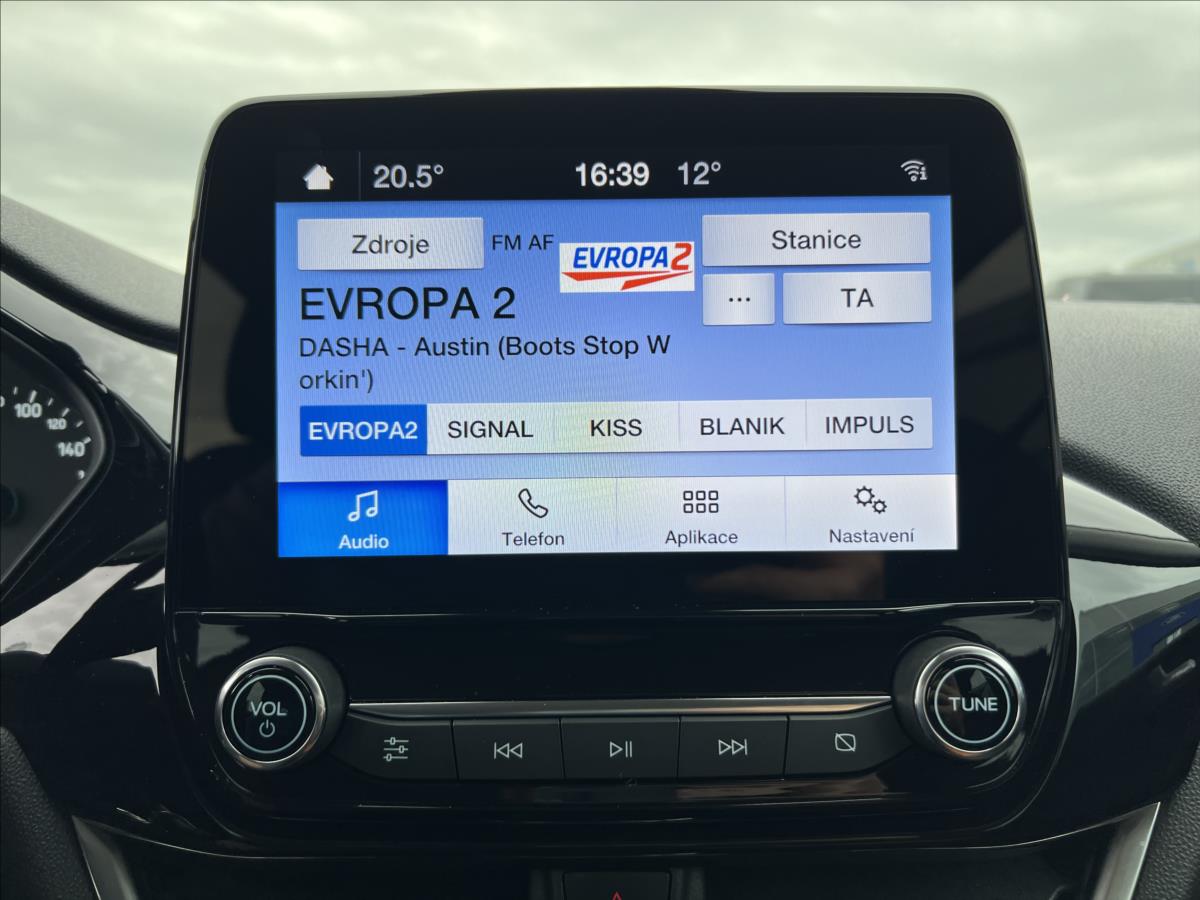 20.5° 16:39 12°
Zdroje FM AF EVROPA2 Stanice
... TA
EVROPA 2
DASHA - Austin (Boots Stop W
orkin')
EVROPA2 SIGNAL KISS BLANIK IMPULS
Audio Telefon Aplikace Nastavení
100
120
140
VOL TUNE